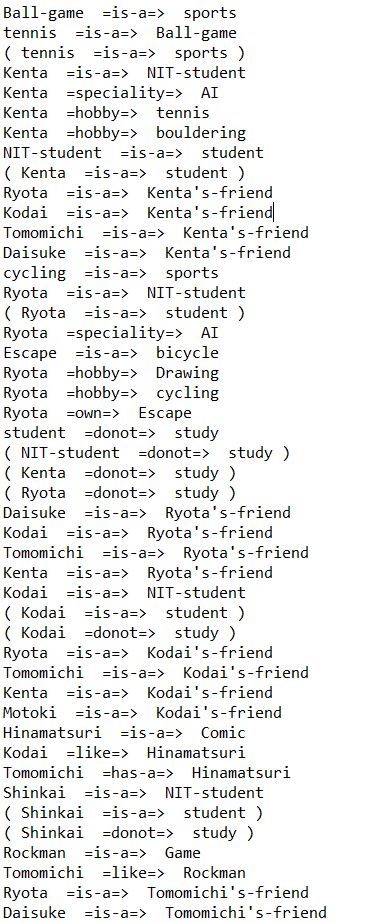 Ball-game  =is-a=>  sports
tennis  =is-a=>  Ball-game
( tennis  =is-a=>  sports )
Kenta  =is-a=>  NIT-student
Kenta  =speciality=>  AI
Kenta  =hobby=>  tennis
Kenta  =hobby=>  bouldering
NIT-student  =is-a=>  student
( Kenta  =is-a=>  student )
Ryota  =is-a=>  Kenta's-friend
Kodai  =is-a=>  Kenta's-friend
Tomomichi  =is-a=>  Kenta's-friend
Daisuke  =is-a=>  Kenta's-friend
cycling  =is-a=>  sports
Ryota  =is-a=>  NIT-student
( Ryota  =is-a=>  student )
Ryota  =speciality=>  AI
Escape  =is-a=>  bicycle
Ryota  =hobby=>  Drawing
Ryota  =hobby=>  cycling
Ryota  =own=>  Escape
student  =donot=>  study
( NIT-student  =donot=>  study )
( Kenta  =donot=>  study )
( Ryota  =donot=>  study )
Daisuke  =is-a=>  Ryota's-friend
Kodai  =is-a=>  Ryota's-friend
Tomomichi  =is-a=>  Ryota's-friend
Kenta  =is-a=>  Ryota's-friend
Kodai  =is-a=>  NIT-student
( Kodai  =is-a=>  student )
( Kodai  =donot=>  study )
Ryota  =is-a=>  Kodai's-friend
Tomomichi  =is-a=>  Kodai's-friend
Kenta  =is-a=>  Kodai's-friend
Motoki  =is-a=>  Kodai's-friend
Hinamatsuri  =is-a=>  Comic
Kodai  =like=>  Hinamatsuri
Tomomichi  =has-a=>  Hinamatsuri
Shinkai  =is-a=>  NIT-student
( Shinkai  =is-a=>  student )
( Shinkai  =donot=>  study )
Rockman  =is-a=>  Game
Tomomichi  =like=>  Rockman
Ryota  =is-a=>  Tomomichi's-friend
Daisuke  =is-a=>  Tomomichi's-friend